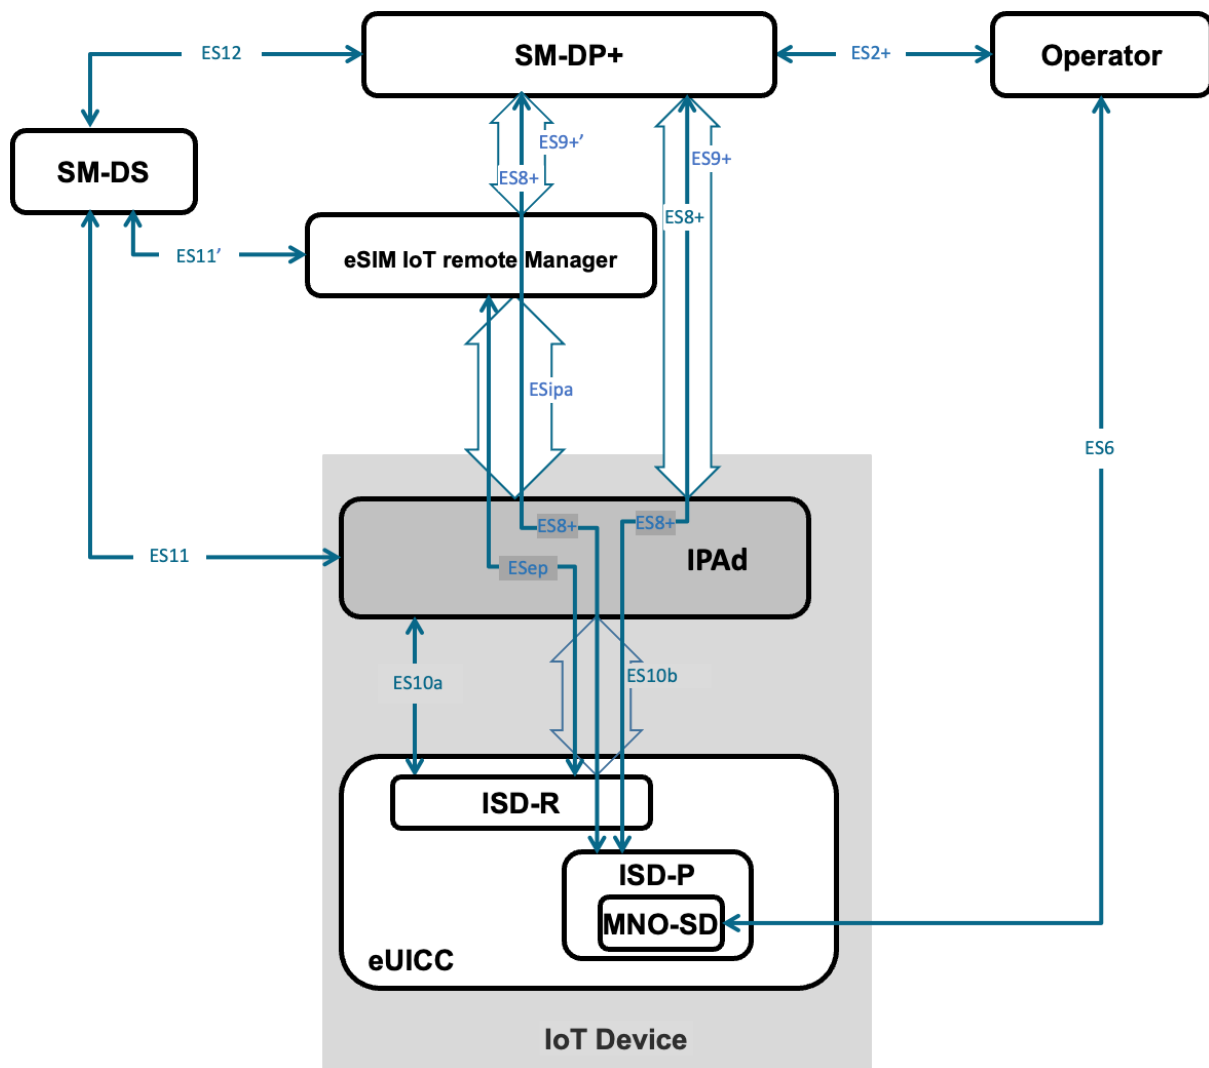 SM-DP+
Operator
ES12
ES2+
SM-DS
ES9+’
ES9+
ES8+
ES8+
ES11’
eSIM IoT remote Manager
ESipa
ES6
ES8+
ES8+
ES11
IPAd
ESep
ES10a
ES10b
ISD-R
ISD-P
MNO-SD
eUICC
IoT Device